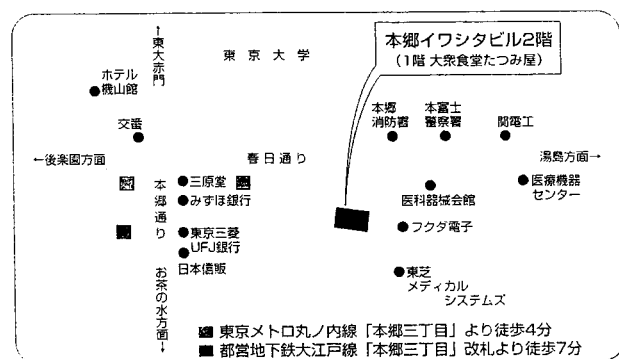 ←東大赤門
東京大学
本郷イワシタビル2階
(1階 大衆食堂たつみ屋)
ホテル
機山館
交番
本郷
消防署
本富士
警察署
関電工
←後楽園方面
春日通り
湯島方面→
本郷通り
三原堂
みずほ銀行
東京三菱
UFJ銀行
日本信販
医科器械会館
医療機器
センター
フクダ電子
東芝
メディカル
システムズ
お茶の水方面→
東京メトロ丸ノ内線「本郷三丁目」より徒歩4分
都営地下鉄大江戸線「本郷三丁目」改札より徒歩7分